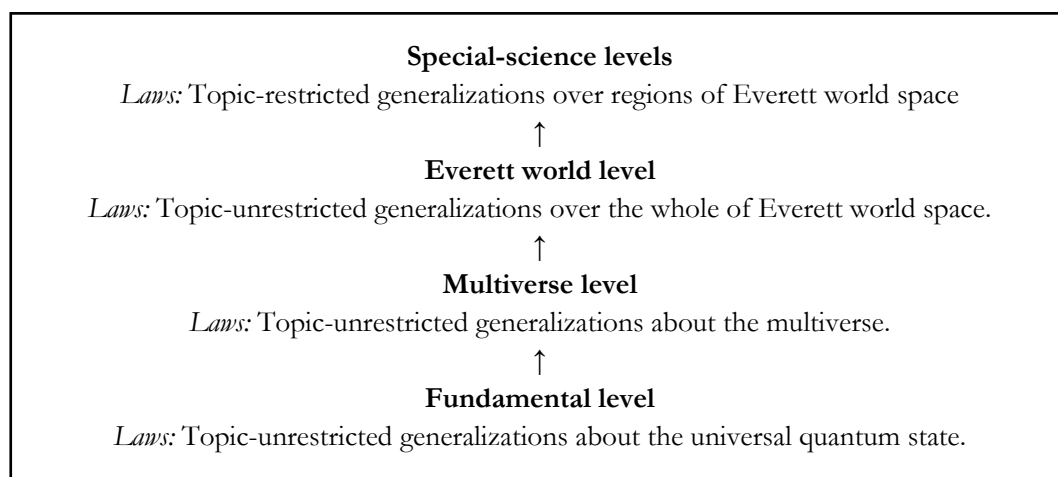 Special-science levels
Laws: Topic-restricted generalizations over regions of Everett world space
↑
Everett world level
Laws: Topic-unrestricted generalizations over the whole of Everett world space.
↑
Multiverse level
Laws: Topic-unrestricted generalizations about the multiverse.
↑
Fundamental level
Laws: Topic-unrestricted generalizations about the universal quantum state.